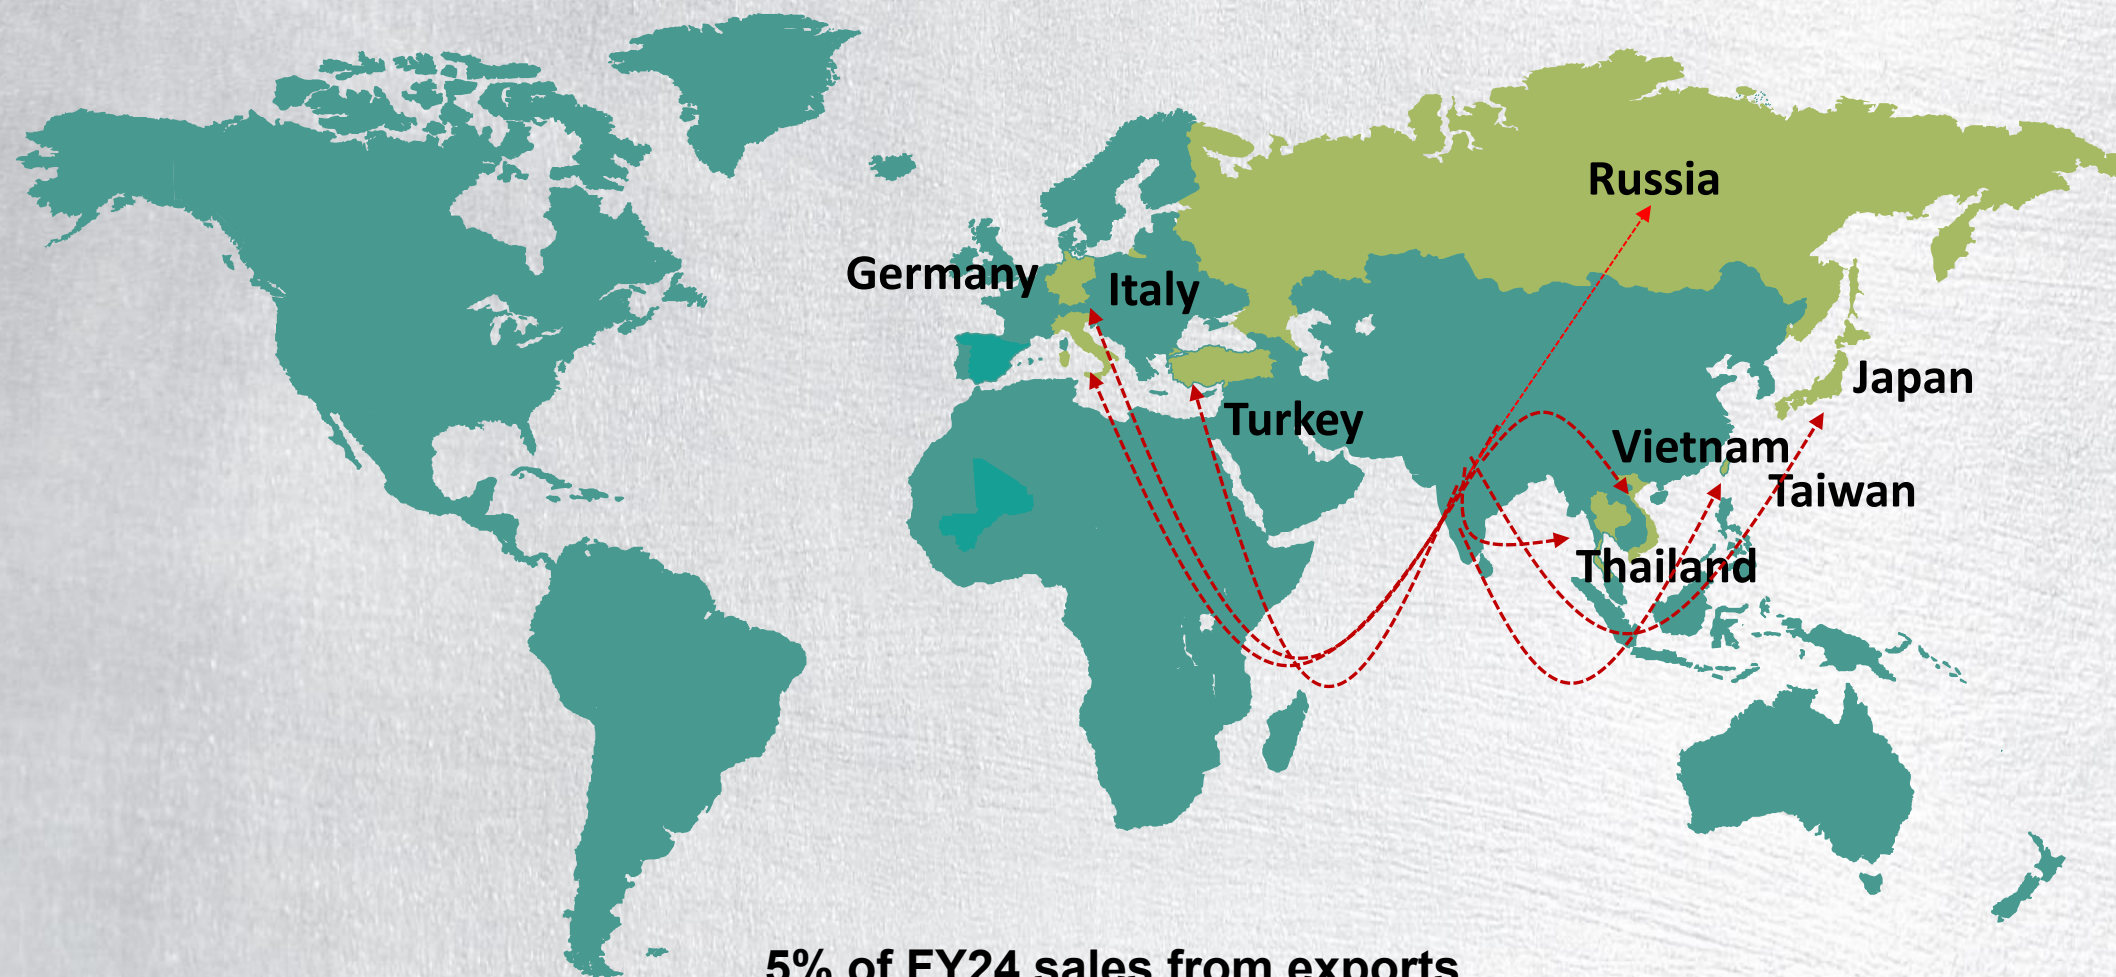 Russia
Germany
Italy
Japan
Turkey
Vietnam
Taiwan
Thailand
5% of FY24 sales from exports